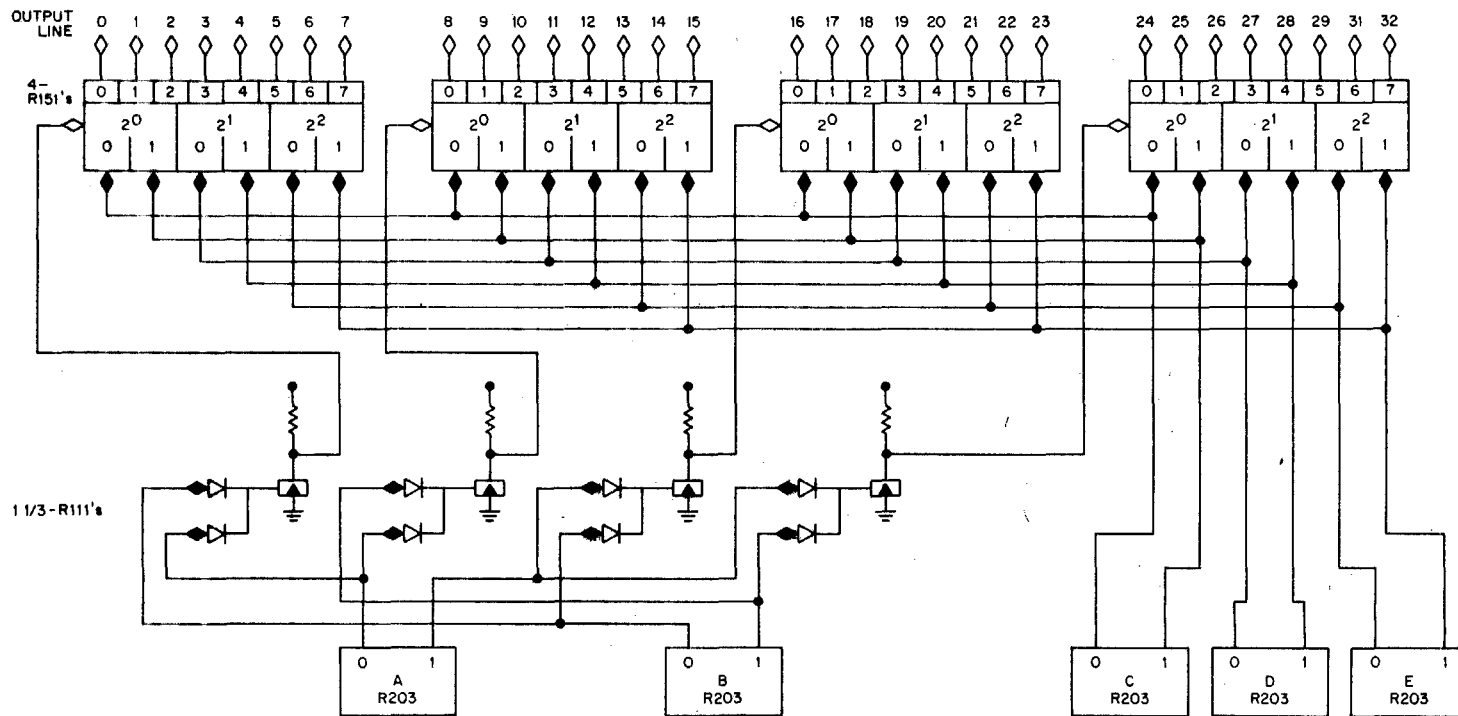 OUTPUT LINE 0 1 2 3 4 5 6 7 8 9 10 11 12 13 14 15 16 17 18 19 20 21 22 23 24 25 26 27 28 29 31 32
4-R151's 0 1 2 3 4 5 6 7 0 1 2 3 4 5 6 7 0 1 2 3 4 5 6 7 0 1 2 3 4 5 6 7
2⁰ 2¹ 2² 2⁰ 2¹ 2² 2⁰ 2¹ 2² 2⁰ 2¹ 2²
0 1 0 1 0 1 0 1 0 1 0 1 0 1 0 1 0 1 0 1 0 1 0 1
1 1/3-R111's
0 1 0 1 0 1 0 1 0 1
A B C D E
R203 R203 R203 R203 R203